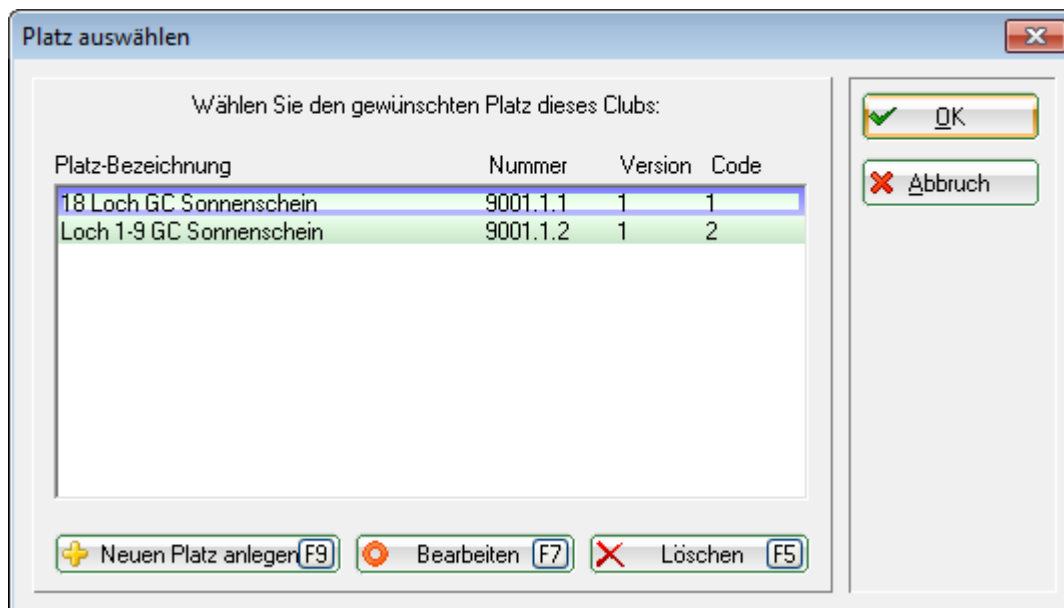 Platz auswählen
Wählen Sie den gewünschten Platz dieses Clubs:
OK
Abbruch
Platz-Bezeichnung Nummer Version Code
18 Loch GC Sonnenschein 9001.1.1 1 1
Loch 1-9 GC Sonnenschein 9001.1.2 1 2
Neuen Platz anlegen F9 Bearbeiten F7 Löschen F5